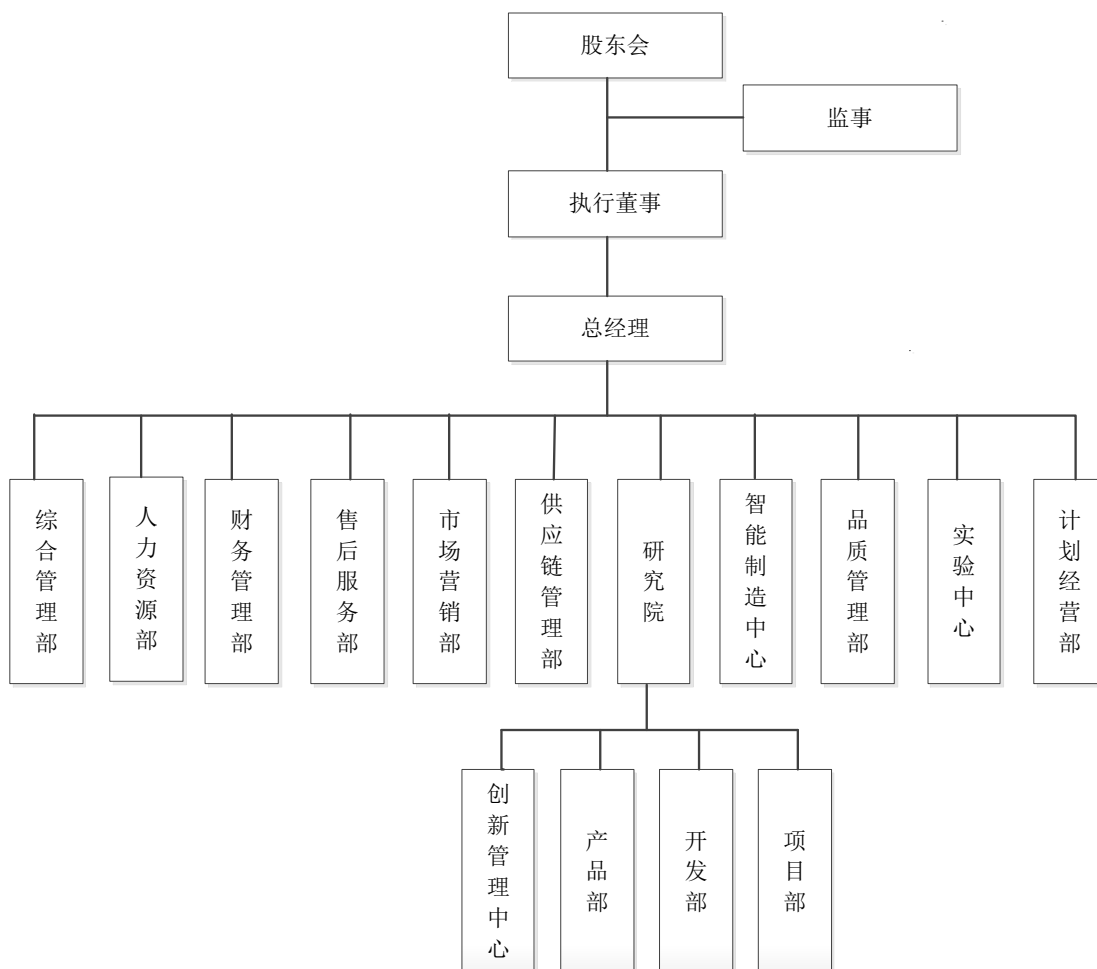 股东会
监事
执行董事
总经理
综合管理部
人力资源部
财务管理部
售后服务部
市场营销部
供应链管理部
研究院
智能制造中心
品质管理部
实验中心
计划经营部
创新管理中心
产品部
开发部
项目部